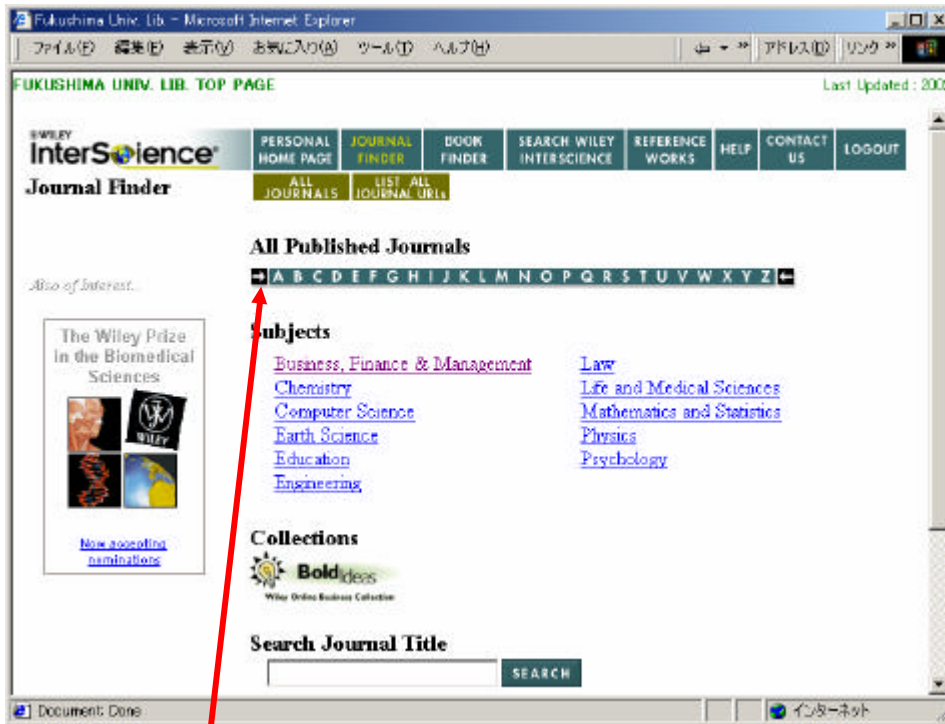 Fukushima Univ. Lib. - Microsoft Internet Explorer
ファイル(F) 編集(E) 表示(V) お気に入り(A) ツール(T) ヘルプ(H) アドレス(D) リンク
FUKUSHIMA UNIV. LIB. TOP PAGE
Last Updated : 200
WILEY
InterScience®
PERSONAL HOME PAGE JOURNAL FINDER BOOK FINDER SEARCH WILEY INTERSCIENCE REFERENCE WORKS HELP CONTACT US LOGOUT
Journal Finder
ALL JOURNALS LIST ALL JOURNAL URLs
All Published Journals
A B C D E F G H I J K L M N O P Q R S T U V W X Y Z
Also of Interest...
The Wiley Prize
in the Biomedical
Sciences
WILEY
Now accepting
nominations
Subjects
Business, Finance & Management
Chemistry
Computer Science
Earth Science
Education
Engineering
Law
Life and Medical Sciences
Mathematics and Statistics
Physics
Psychology
Collections
BoldIdeas
Wiley Online Business Collection
Search Journal Title
SEARCH
Document: Done
インターネット